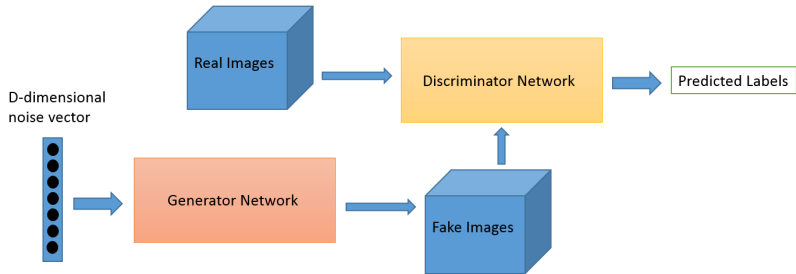 Real Images
Discriminator Network
Predicted Labels
D-dimensional
noise vector
Generator Network
Fake Images